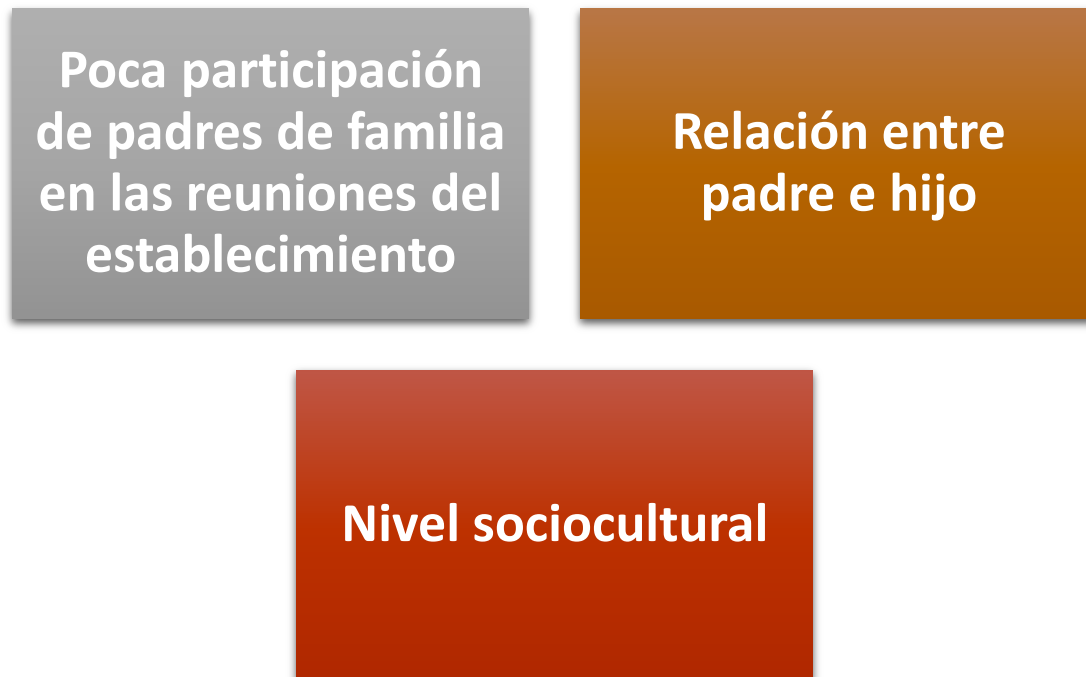 Poca participación
de padres de familia
en las reuniones del
establecimiento
Relación entre
padre e hijo
Nivel sociocultural